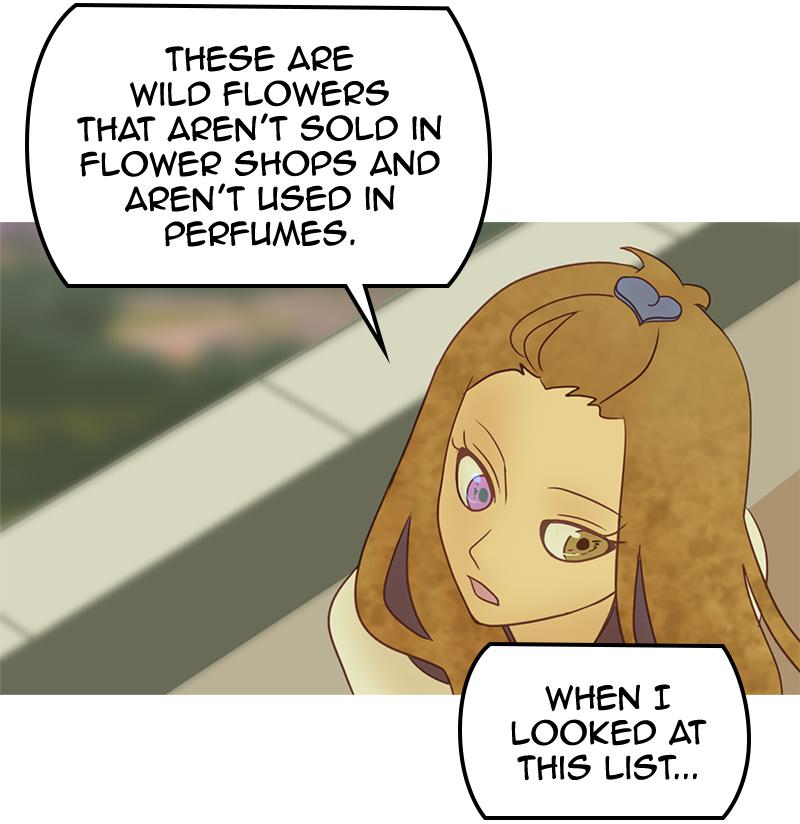 THESE ARE
WILD FLOWERS
THAT AREN'T SOLD IN
FLOWER SHOPS AND
AREN'T USED IN
PERFUMES.
WHEN I
LOOKED AT
THIS LIST...